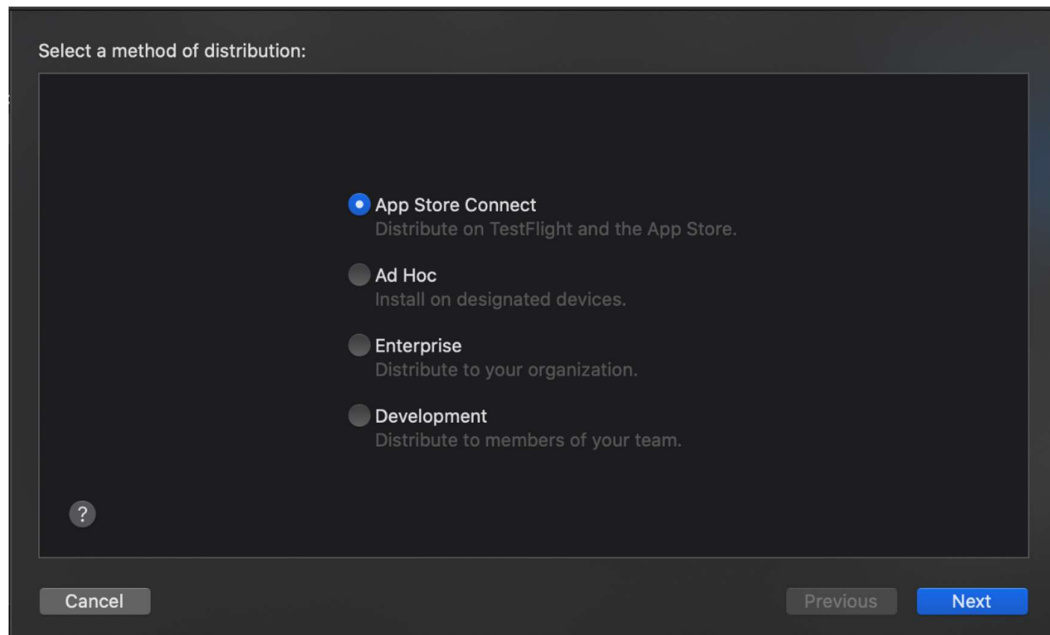 Select a method of distribution:
App Store Connect
Distribute on TestFlight and the App Store.
Ad Hoc
Install on designated devices.
Enterprise
Distribute to your organization.
Development
Distribute to members of your team.
?
Cancel
Previous
Next